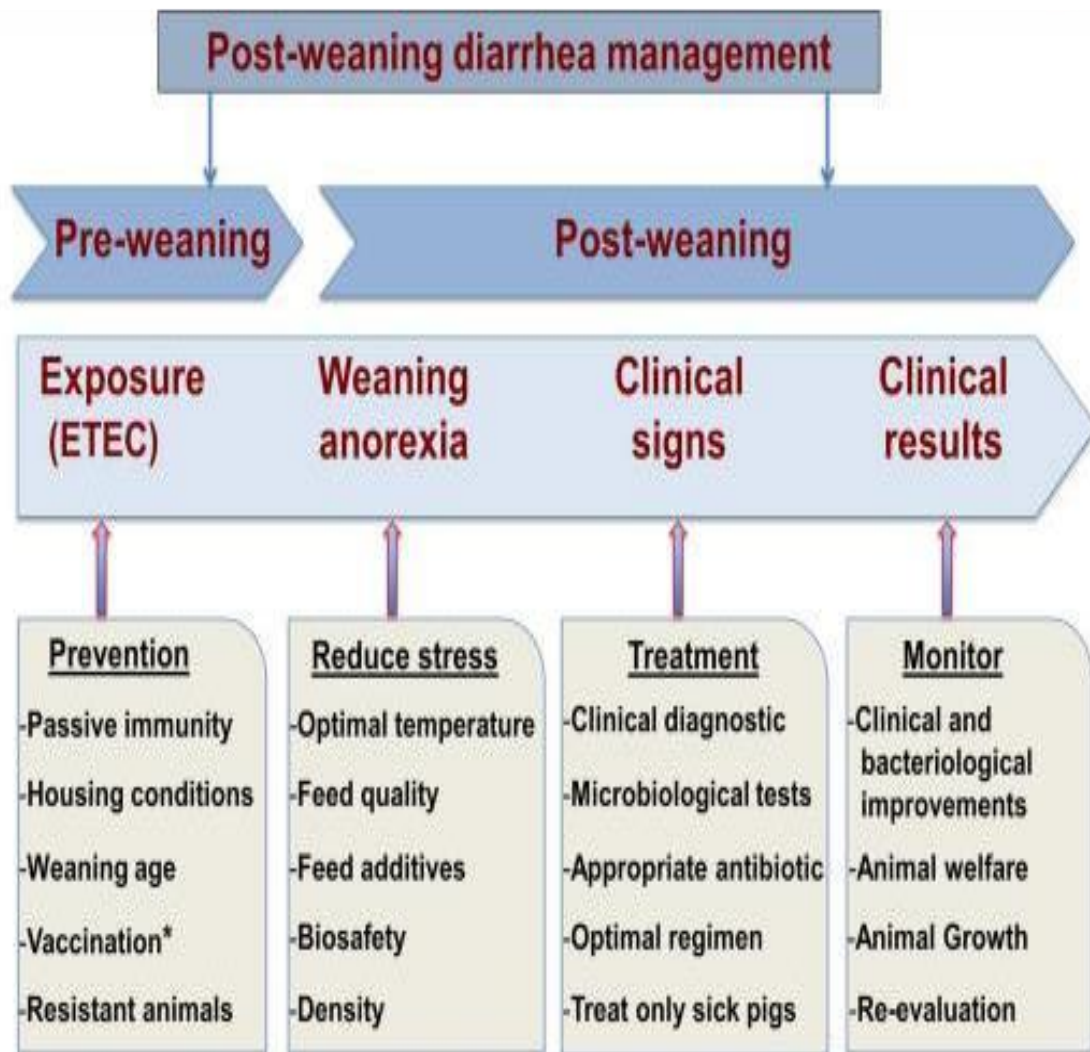 Post-weaning diarrhea management
Pre-weaning
Post-weaning
Exposure
(ETEC)
Weaning
anorexia
Clinical
signs
Clinical
results
Prevention
-Passive immunity
-Housing conditions
-Weaning age
-Vaccination*
-Resistant animals
Reduce stress
-Optimal temperature
-Feed quality
-Feed additives
-Biosafety
-Density
Treatment
-Clinical diagnostic
-Microbiological tests
-Appropriate antibiotic
-Optimal regimen
-Treat only sick pigs
Monitor
-Clinical and
bacteriological
improvements
-Animal welfare
-Animal Growth
-Re-evaluation